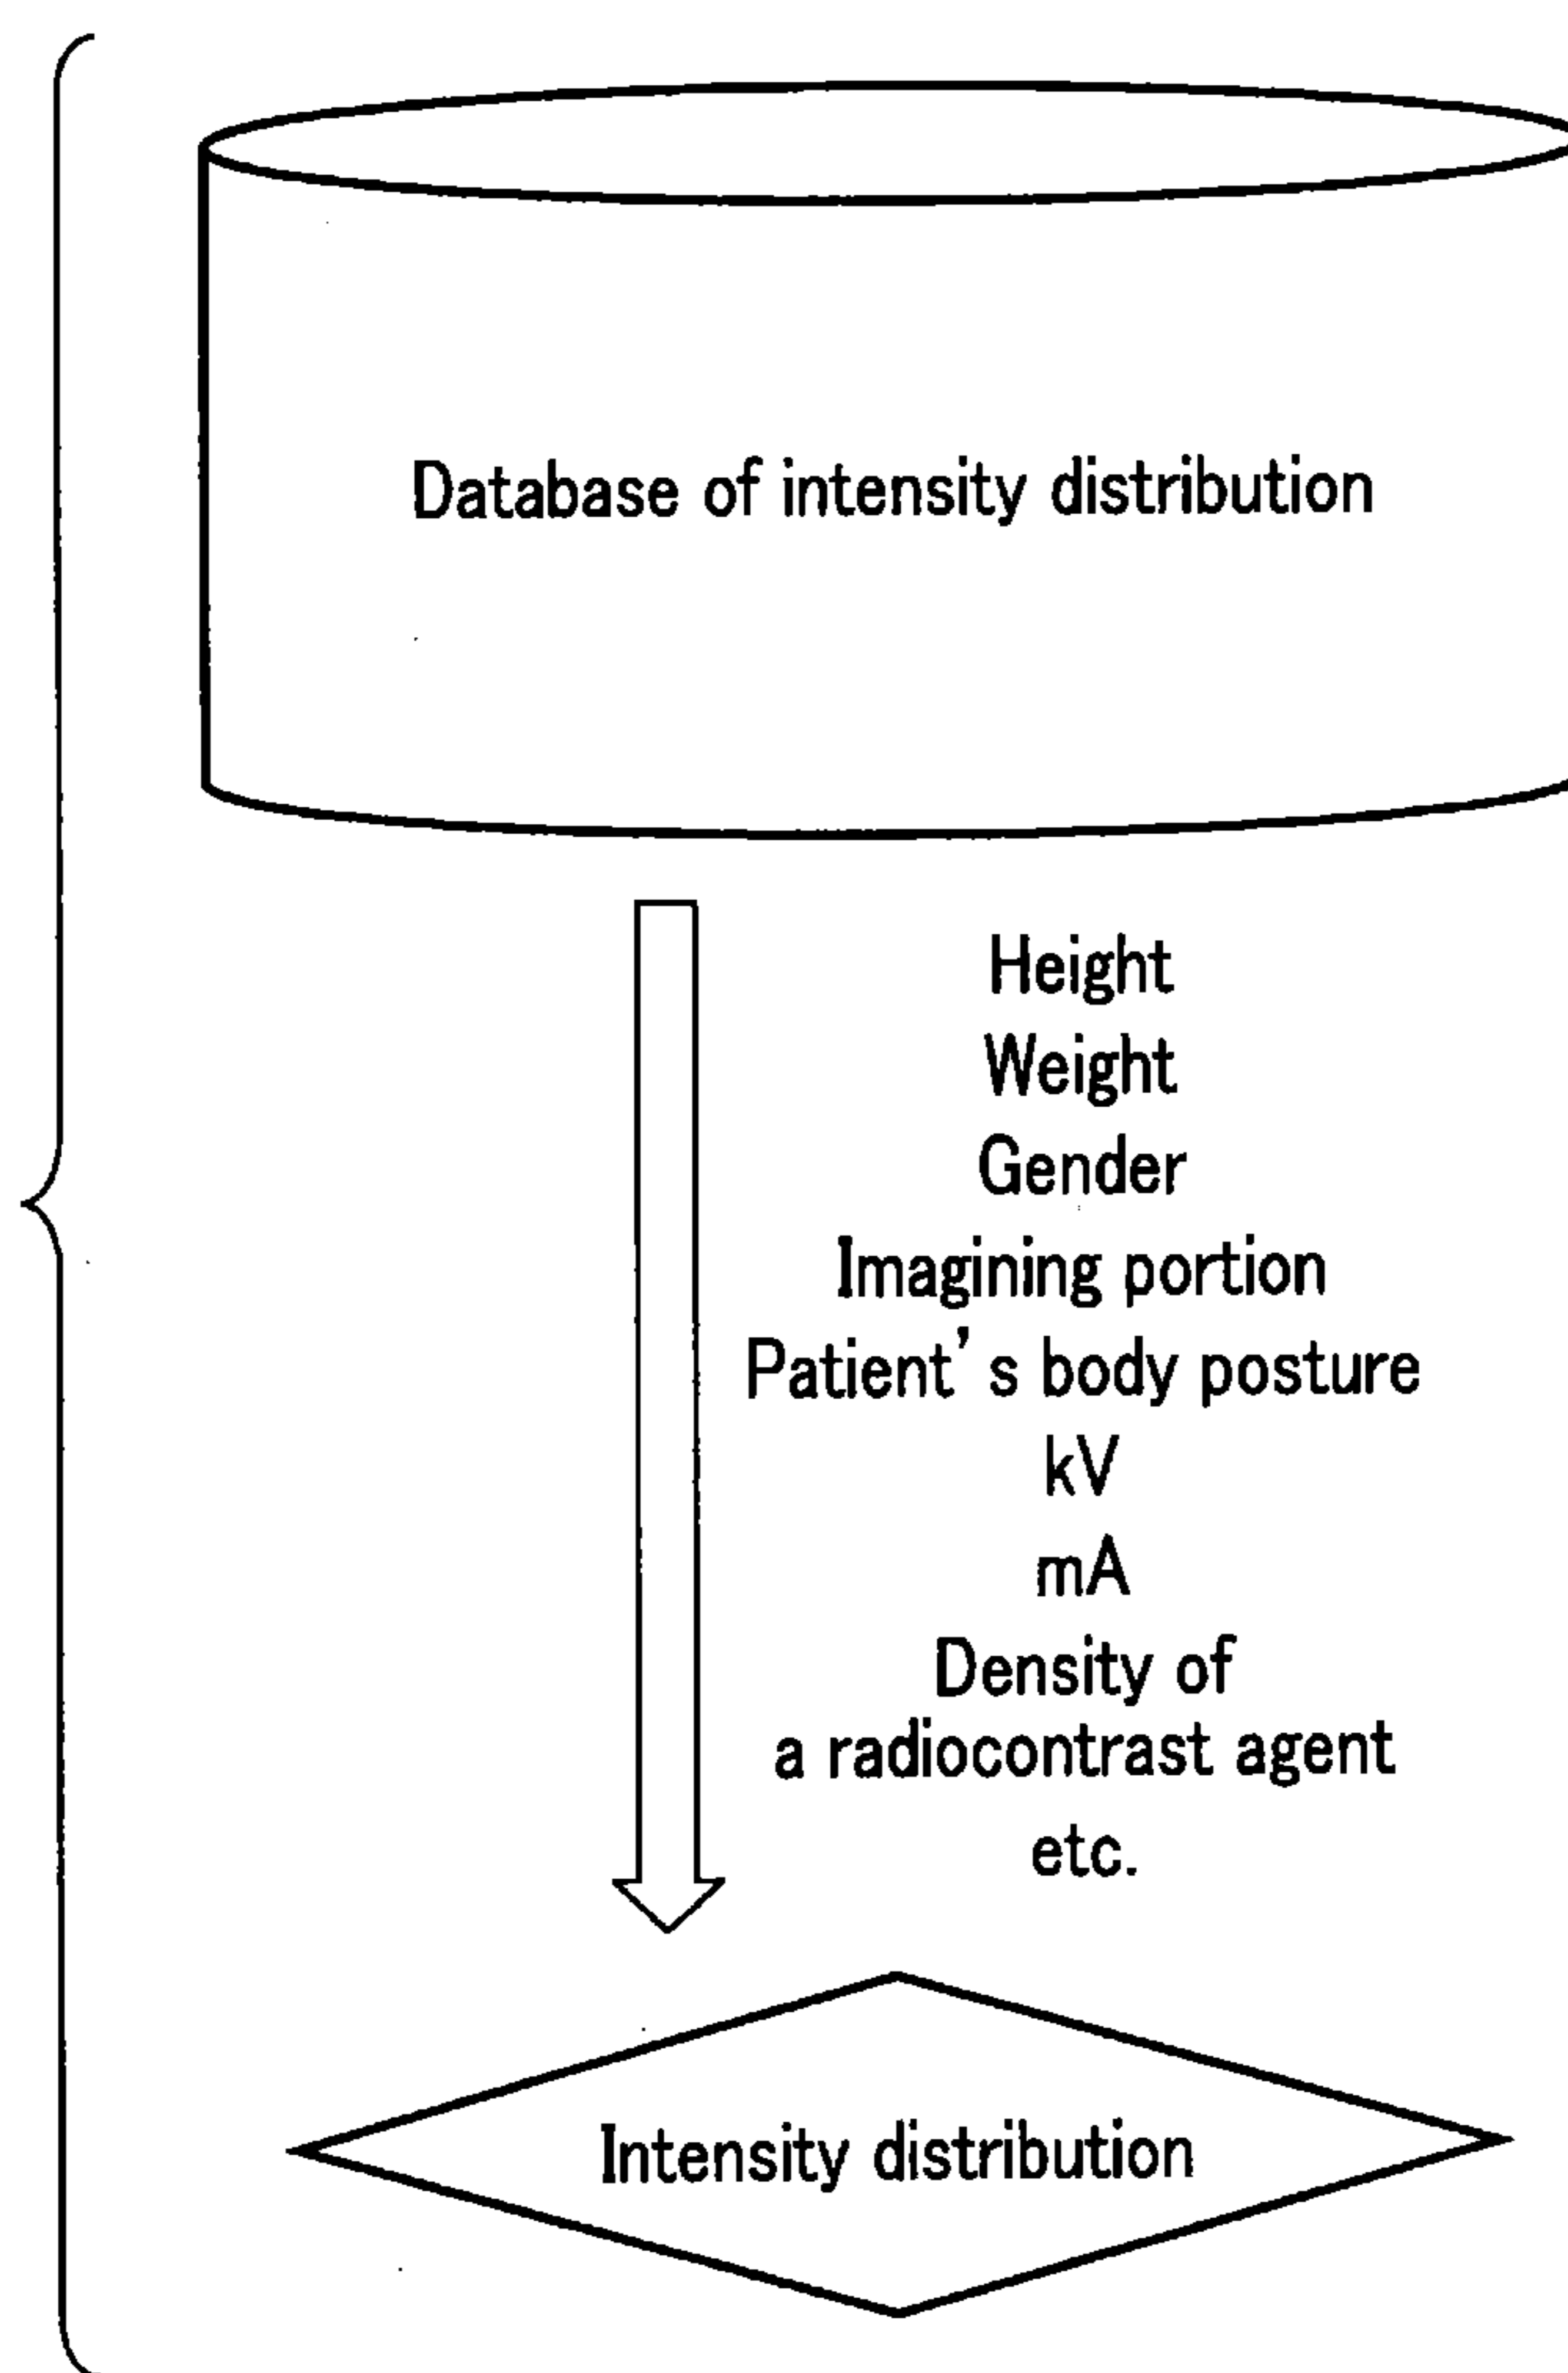 Database of intensity distribution
Height
Weight
Gender
Imagining portion
Patient's body posture
kV
mA
Density of
a radiocontrast agent
etc.
Intensity distribution